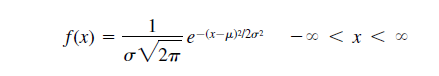 f(x) = 1/(σ√2π) e^−(x−μ)²/2σ²   −∞ < x < ∞